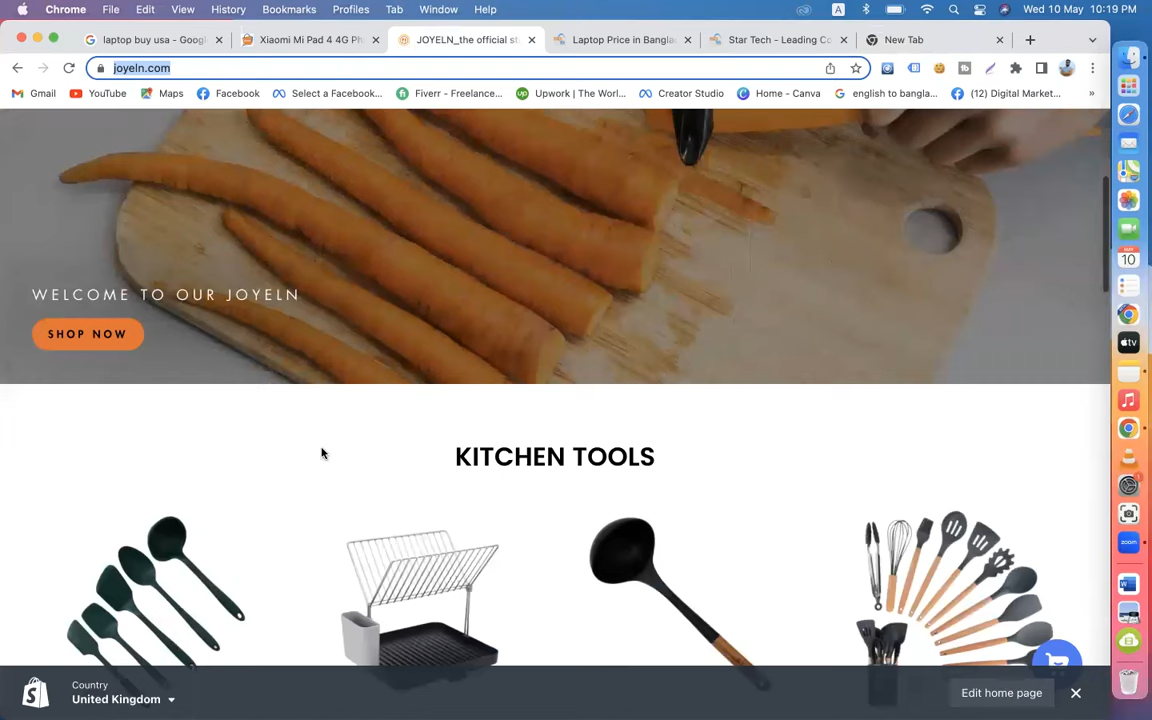 Chrome File Edit View History Bookmarks Profiles Tab Window Help A Wed 10 May 10:19 PM
laptop buy usa - Goog
Xiaomi Mi Pad 4 4G Ph
JOYELN_the official st
Laptop Price in Bangla
Star Tech - Leading Co
New Tab
joyeln.com
Gmail YouTube Maps Facebook Select a Facebook... Fiverr - Freelance... Upwork | The Worl... Creator Studio Home - Canva english to bangla... (12) Digital Market... »
WELCOME TO OUR JOYELN
SHOP NOW
KITCHEN TOOLS
Country
United Kingdom
Edit home page
10
tv
zoom
W